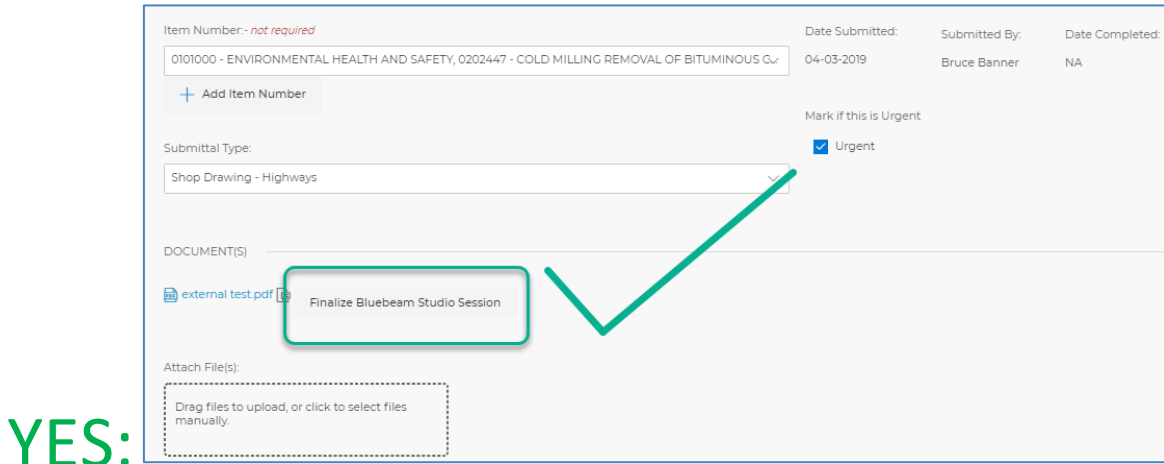 Item Number:- not required
Date Submitted:
Submitted By:
Date Completed:
0101000 - ENVIRONMENTAL HEALTH AND SAFETY, 0202447 - COLD MILLING REMOVAL OF BITUMINOUS
04-03-2019
Bruce Banner
NA
+ Add Item Number
Mark if this is Urgent
Urgent
Submittal Type:
Shop Drawing - Highways
DOCUMENT(S)
external test.pdf
Finalize Bluebeam Studio Session
Attach File(s):
Drag files to upload, or click to select files
manually.
YES: